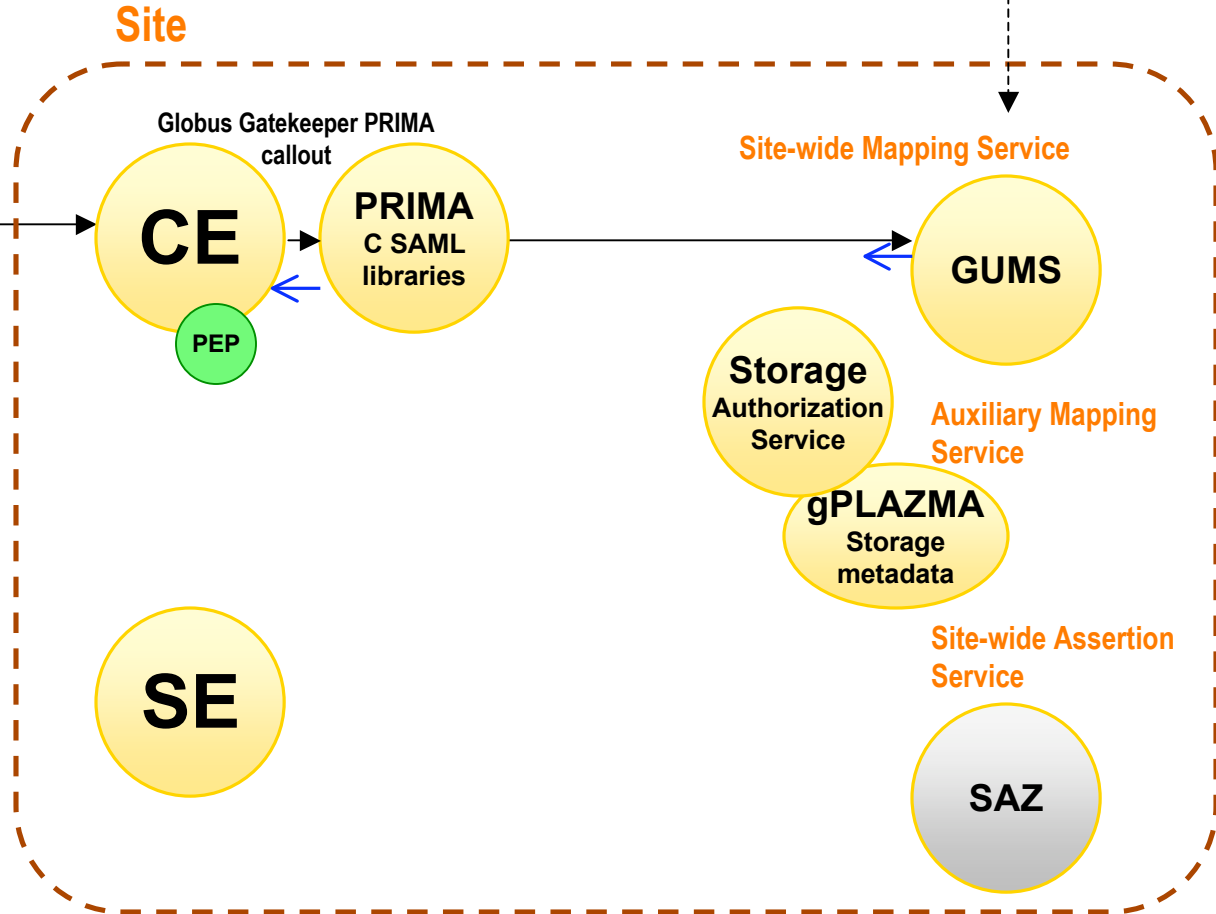 Site
Globus Gatekeeper PRIMA
callout
CE
PEP
PRIMA
C SAML
libraries
Site-wide Mapping Service
GUMS
Storage
Authorization
Service
Auxiliary Mapping
Service
gPLAZMA
Storage
metadata
SE
Site-wide Assertion
Service
SAZ